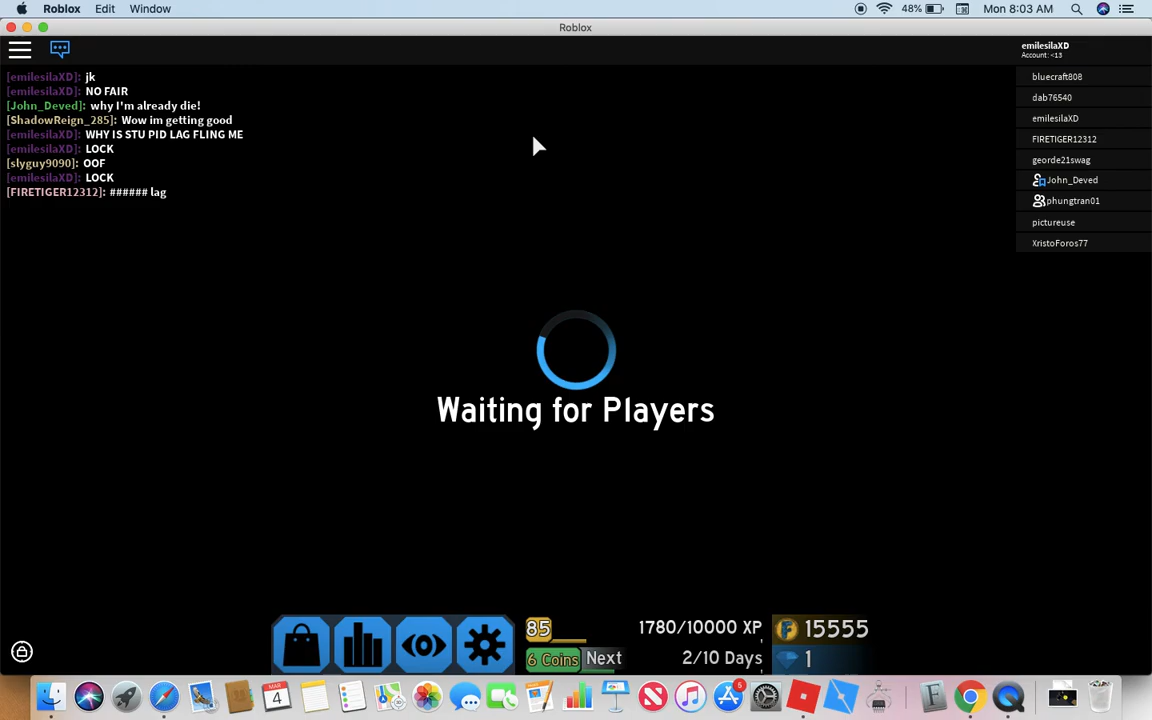 Roblox Edit Window 48% Mon 8:03 AM
Roblox
emilesilaXD
Account: <13
[emilesilaXD]: jk
[emilesilaXD]: NO FAIR
[John_Deved]: why I'm already die!
[ShadowReign_285]: Wow im getting good
[emilesilaXD]: WHY IS STU PID LAG FLING ME
[emilesilaXD]: LOCK
[slyguy9090]: OOF
[emilesilaXD]: LOCK
[FIRETIGER12312]: ###### lag
bluecraft808
dab76540
emilesilaXD
FIRETIGER12312
georde21swag
John_Deved
phungtran01
pictureuse
XristoForos77
Waiting for Players
85 1780/10000 XP
6 Coins Next 2/10 Days
F 15555
1
MAR
4
5
F